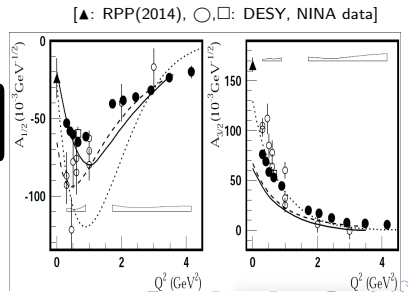 [▲: RPP(2014), ○,□: DESY, NINA data]
0
-50
-100
A1/2(10⁻³GeV⁻¹/²)
0 2 4
Q² (GeV²)
150
100
50
0
A3/2(10⁻³GeV⁻¹/²)
0 2 4
Q² (GeV²)